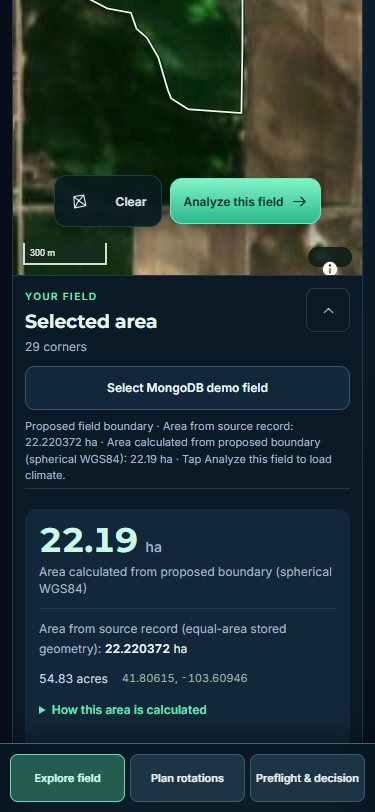 Clear
Analyze this field →
300 m
YOUR FIELD
Selected area
29 corners
Select MongoDB demo field
Proposed field boundary · Area from source record:
22.220372 ha · Area calculated from proposed boundary
(spherical WGS84): 22.19 ha · Tap Analyze this field to load
climate.
22.19 ha
Area calculated from proposed boundary (spherical
WGS84)
Area from source record (equal-area stored
geometry): 22.220372 ha
54.83 acres 41.80615, -103.60946
How this area is calculated
Explore field
Plan rotations
Preflight & decision